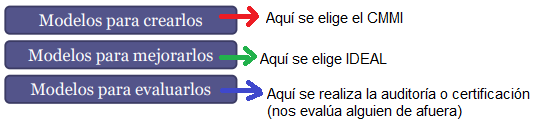 Modelos para crearlos
Aquí se elige el CMMI
Modelos para mejorarlos
Aquí se elige IDEAL
Modelos para evaluarlos
Aquí se realiza la auditoría o certificación
(nos evalúa alguien de afuera)